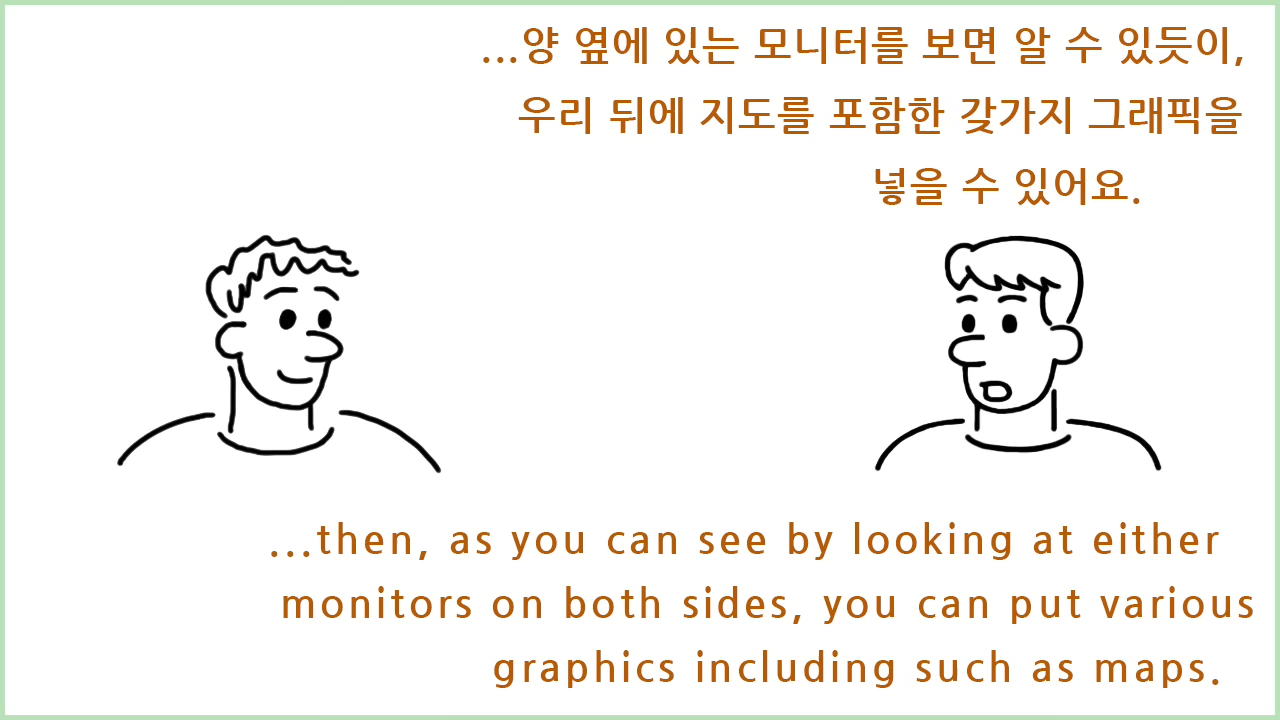 ...양 옆에 있는 모니터를 보면 알 수 있듯이,
우리 뒤에 지도를 포함한 갖가지 그래픽을
넣을 수 있어요.
...then, as you can see by looking at either
monitors on both sides, you can put various
graphics including such as maps.